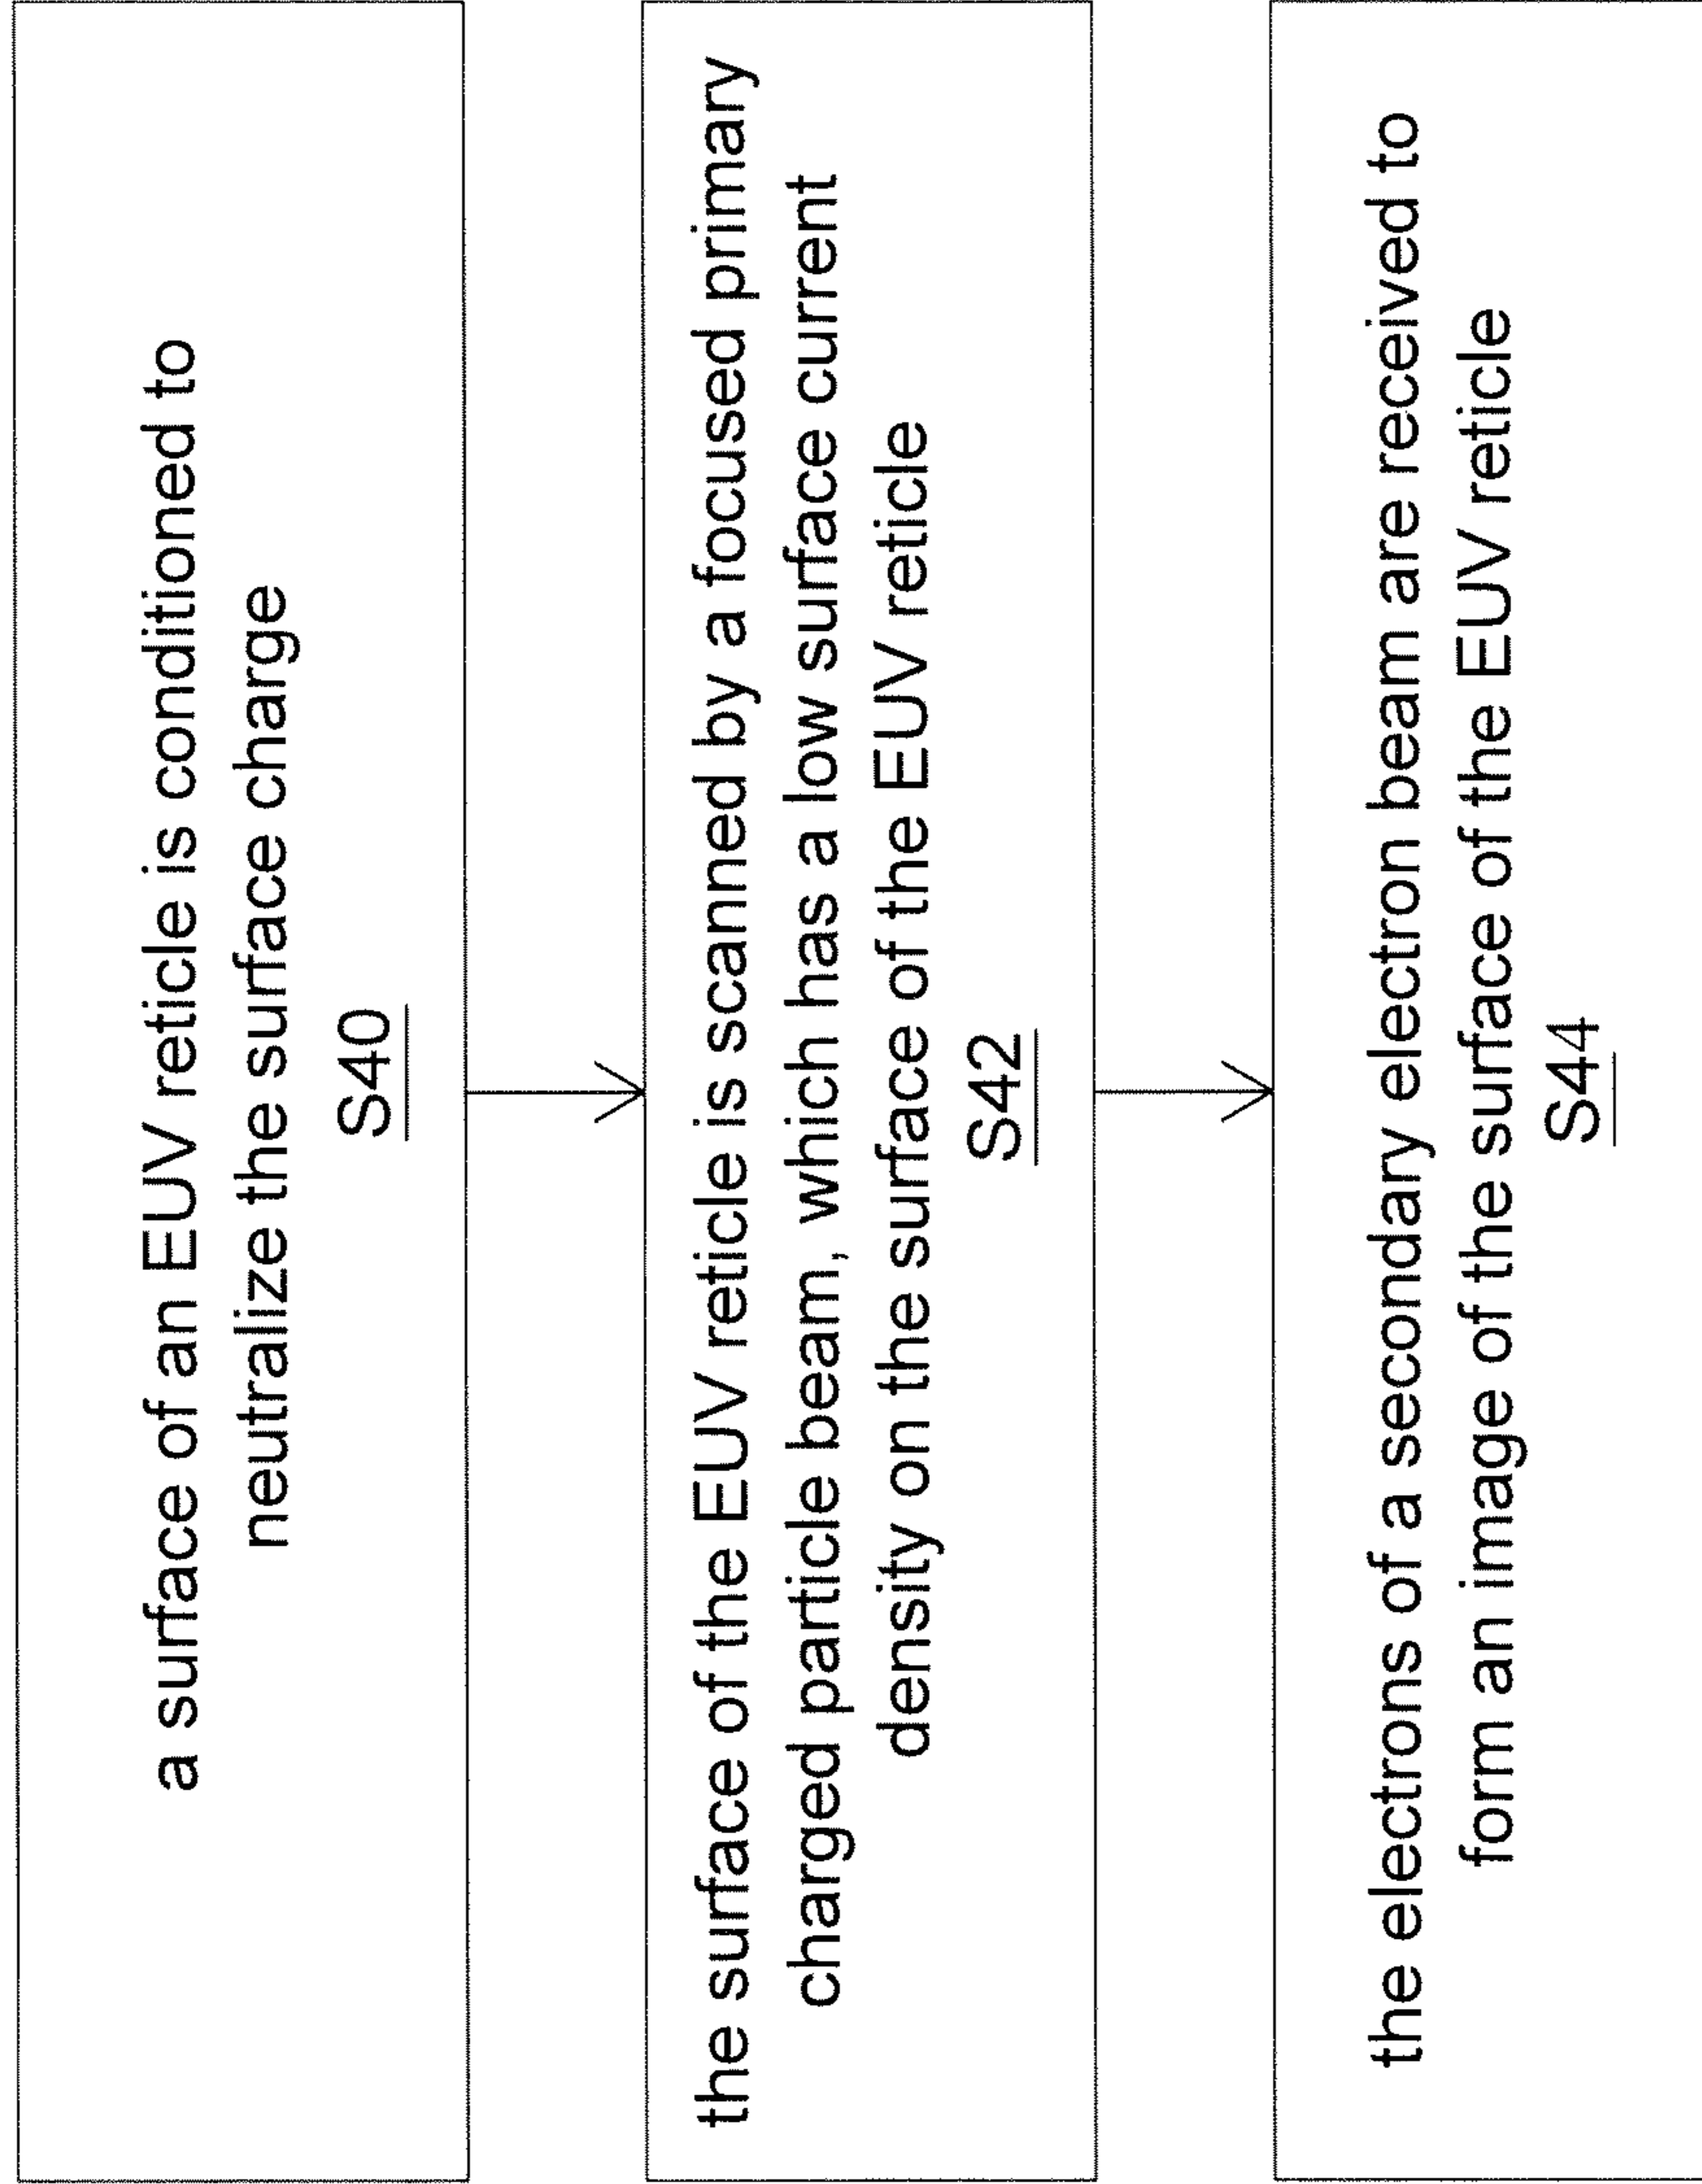 a surface of an EUV reticle is conditioned to
neutralize the surface charge
S40
the surface of the EUV reticle is scanned by a focused primary
charged particle beam, which has a low surface current
density on the surface of the EUV reticle
S42
the electrons of a secondary electron beam are received to
form an image of the surface of the EUV reticle
S44